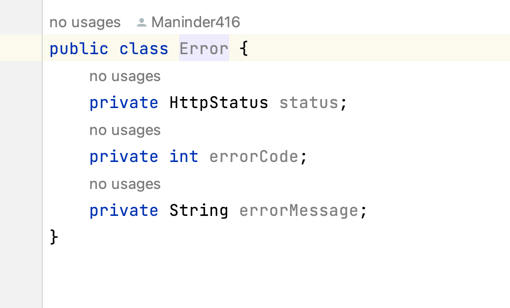 no usages Maninder416
public class Error {
no usages
private HttpStatus status;
no usages
private int errorCode;
no usages
private String errorMessage;
}